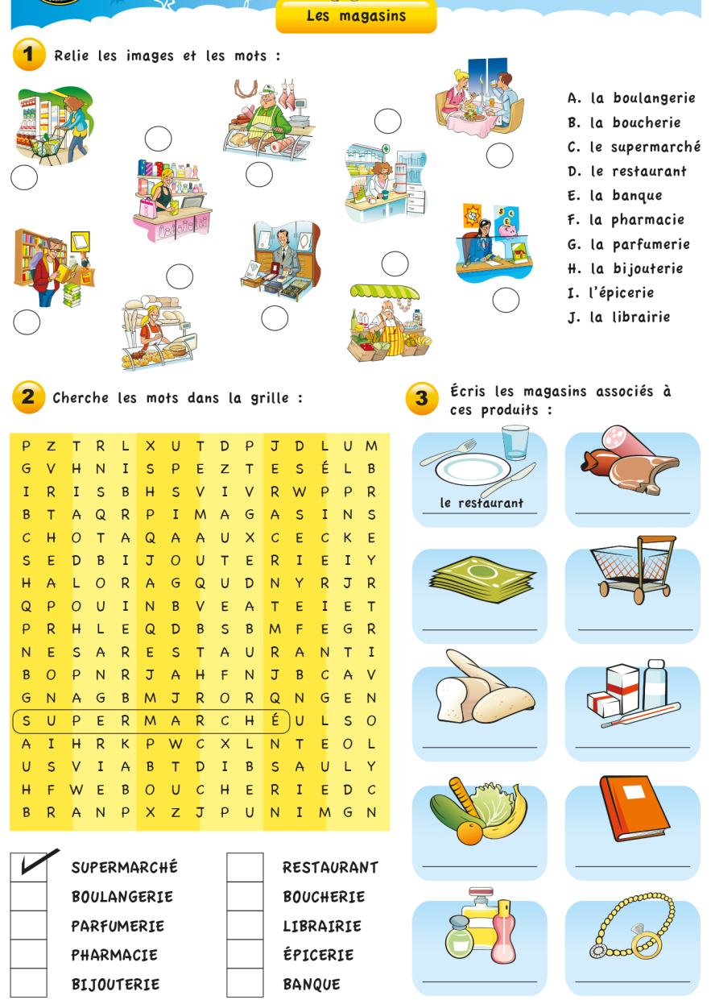 Les magasins
1 Relie les images et les mots :
A. la boulangerie
B. la boucherie
C. le supermarché
D. le restaurant
E. la banque
F. la pharmacie
G. la parfumerie
H. la bijouterie
I. l'épicerie
J. la librairie
2 Cherche les mots dans la grille :
P Z T R L X U T D P J D L U M
G V H N I S P E Z T E S É L B
I R I S B H S V I V R W P P R
B T A Q R P I M A G A S I N S
C H O T A Q A A U X C E C K E
S E D B I J O U T E R I E I Y
H A L O R A G Q U D N Y R J R
Q P O U I N B V E A T E I E T
P R H L E Q D B S B M F E G R
N E S A R E S T A U R A N T I
B O P N R J A H F N J B C A V
G N A G B M J R O R Q N G E N
S U P E R M A R C H É U L S O
A I H R K P W C X L N T E O L
U S V I A B T D I B S A U L Y
H F W E B O U C H E R I E D C
B R A N P X Z J P U N I M G N
SUPERMARCHÉ
BOULANGERIE
PARFUMERIE
PHARMACIE
BIJOUTERIE
RESTAURANT
BOUCHERIE
LIBRAIRIE
ÉPICERIE
BANQUE
3 Écris les magasins associés à
ces produits :
le restaurant